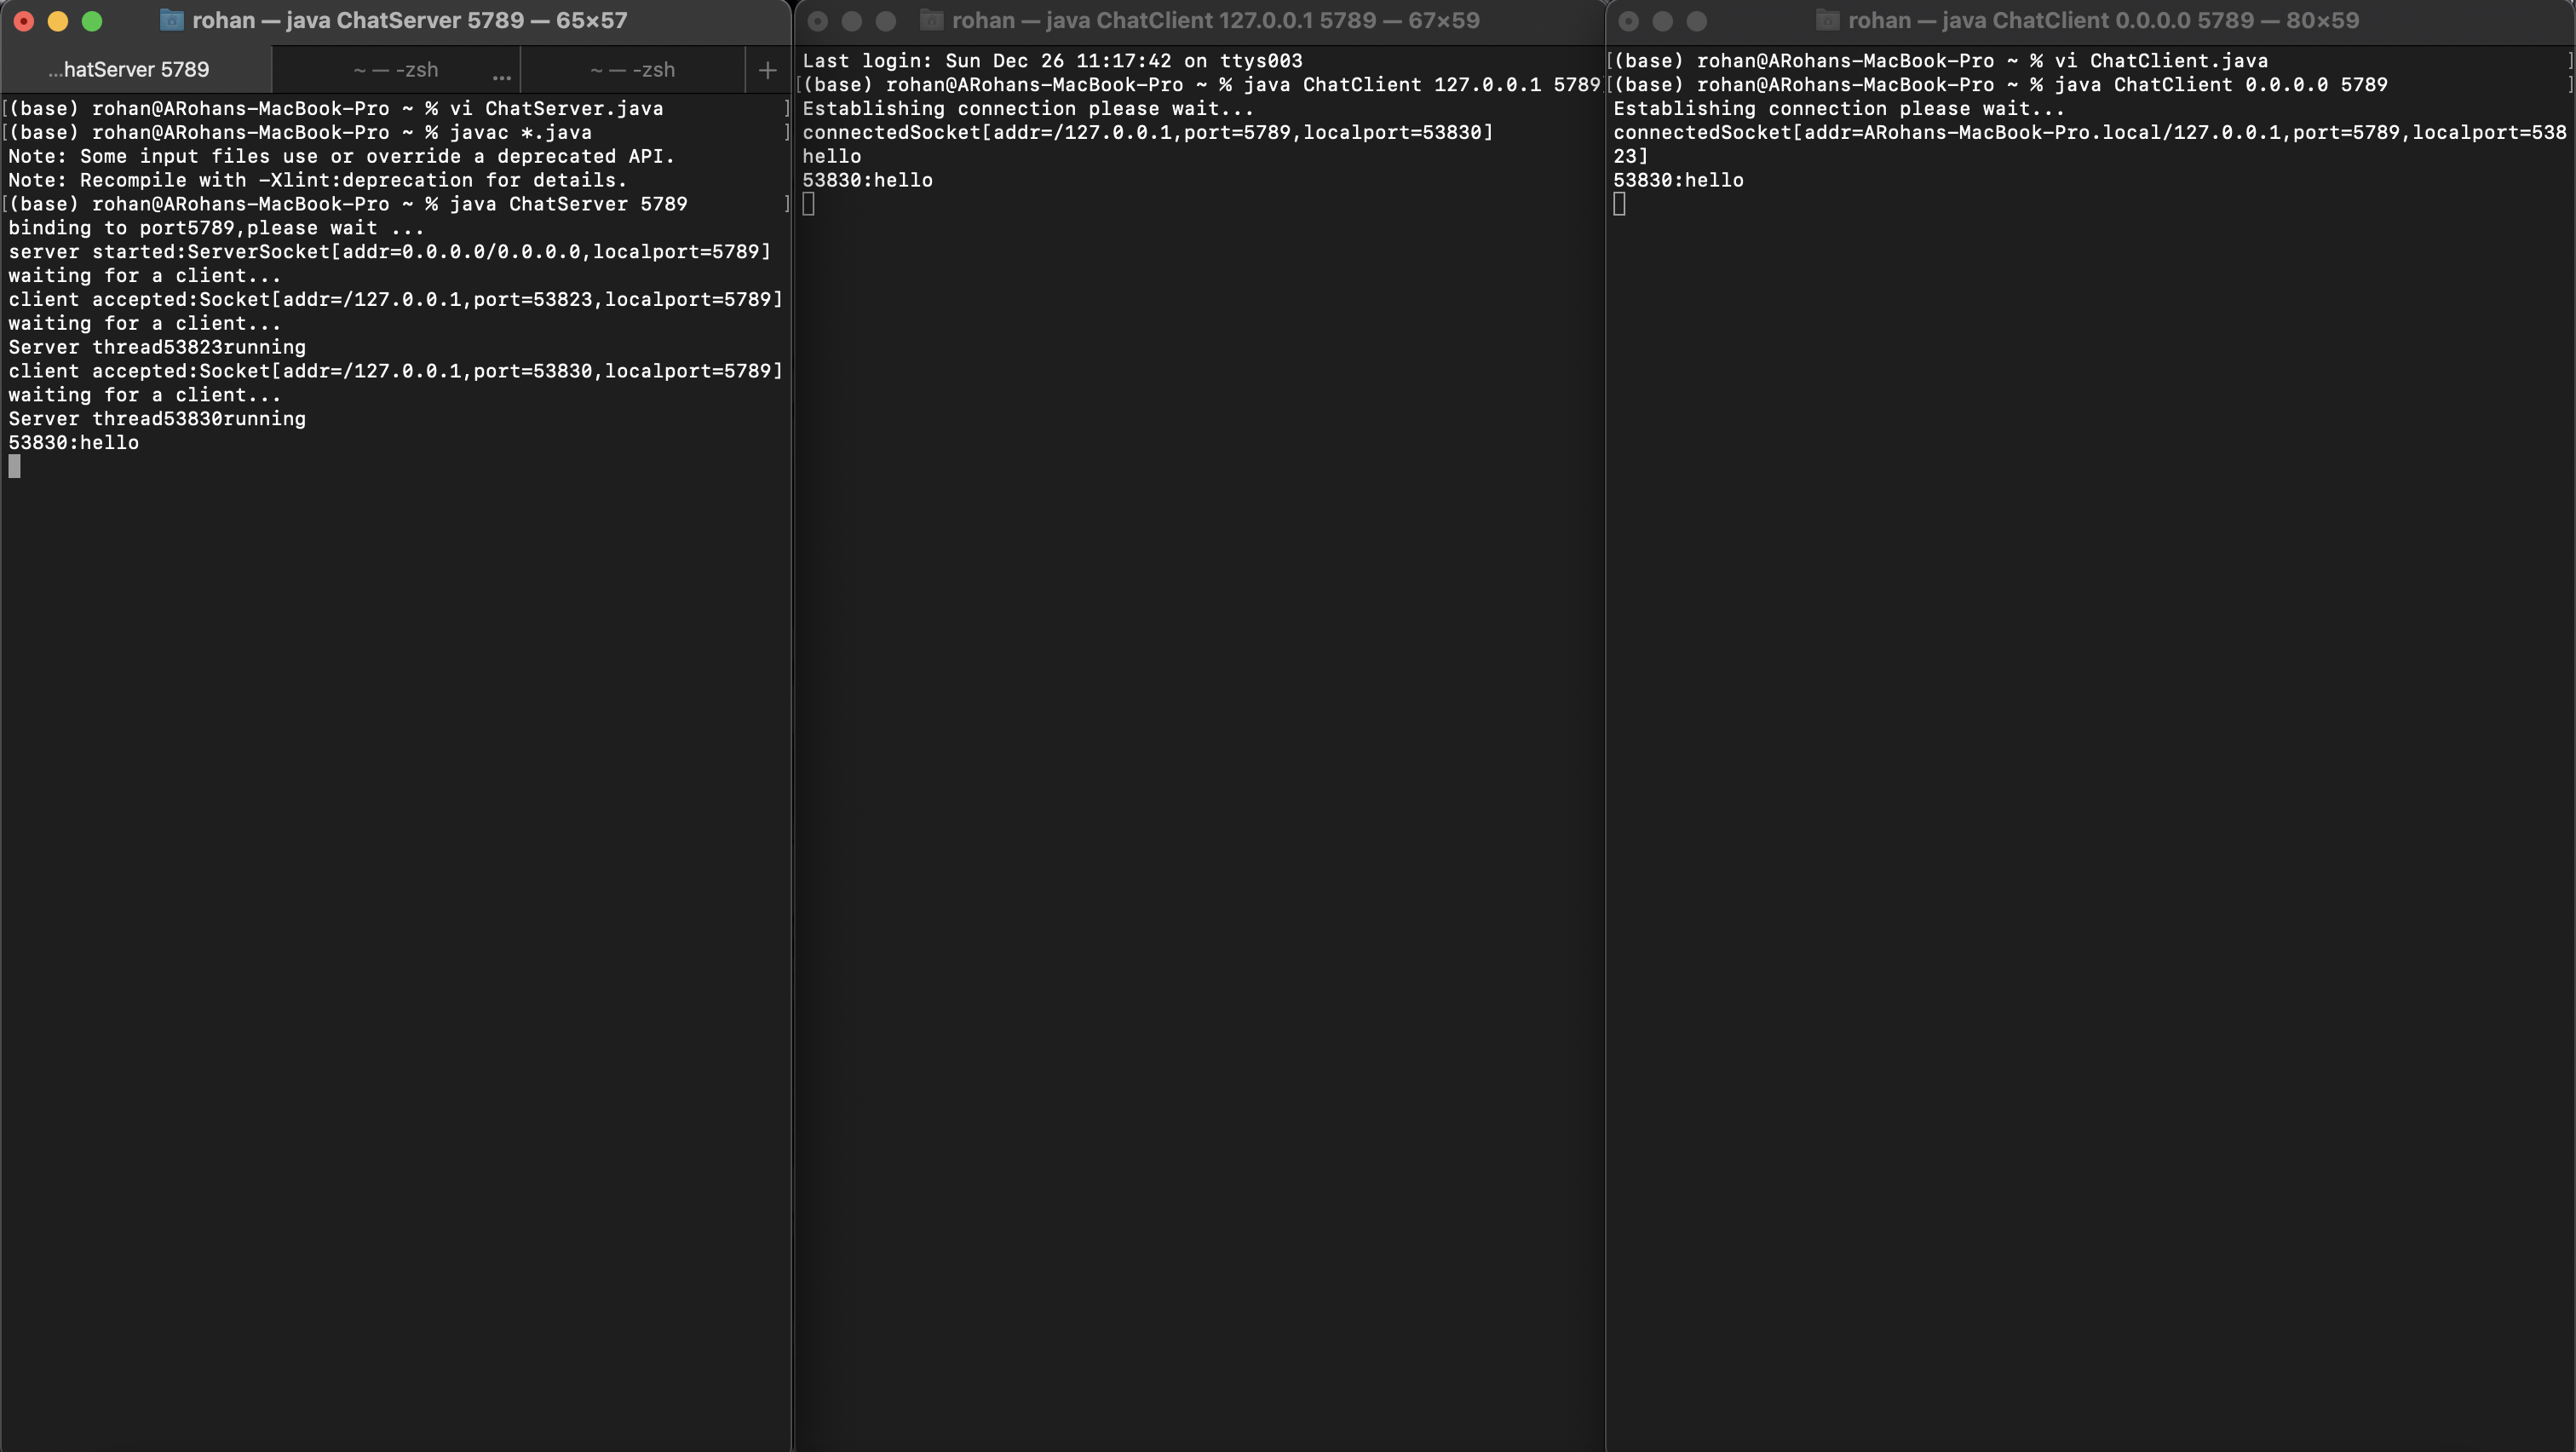 rohan — java ChatServer 5789 — 65×57
...hatServer 5789
~ — -zsh
...
~ — -zsh
+
[(base) rohan@ARohans-MacBook-Pro ~ % vi ChatServer.java ]
[(base) rohan@ARohans-MacBook-Pro ~ % javac *.java ]
Note: Some input files use or override a deprecated API.
Note: Recompile with -Xlint:deprecation for details.
[(base) rohan@ARohans-MacBook-Pro ~ % java ChatServer 5789 ]
binding to port5789,please wait ...
server started:ServerSocket[addr=0.0.0.0/0.0.0.0,localport=5789]
waiting for a client...
client accepted:Socket[addr=/127.0.0.1,port=53823,localport=5789]
waiting for a client...
Server thread53823running
client accepted:Socket[addr=/127.0.0.1,port=53830,localport=5789]
waiting for a client...
Server thread53830running
53830:hello
rohan — java ChatClient 127.0.0.1 5789 — 67×59
Last login: Sun Dec 26 11:17:42 on ttys003
[(base) rohan@ARohans-MacBook-Pro ~ % java ChatClient 127.0.0.1 5789
Establishing connection please wait...
connectedSocket[addr=/127.0.0.1,port=5789,localport=53830]
hello
53830:hello
rohan — java ChatClient 0.0.0.0 5789 — 80×59
[(base) rohan@ARohans-MacBook-Pro ~ % vi ChatClient.java ]
[(base) rohan@ARohans-MacBook-Pro ~ % java ChatClient 0.0.0.0 5789 ]
Establishing connection please wait...
connectedSocket[addr=ARohans-MacBook-Pro.local/127.0.0.1,port=5789,localport=538
23]
53830:hello